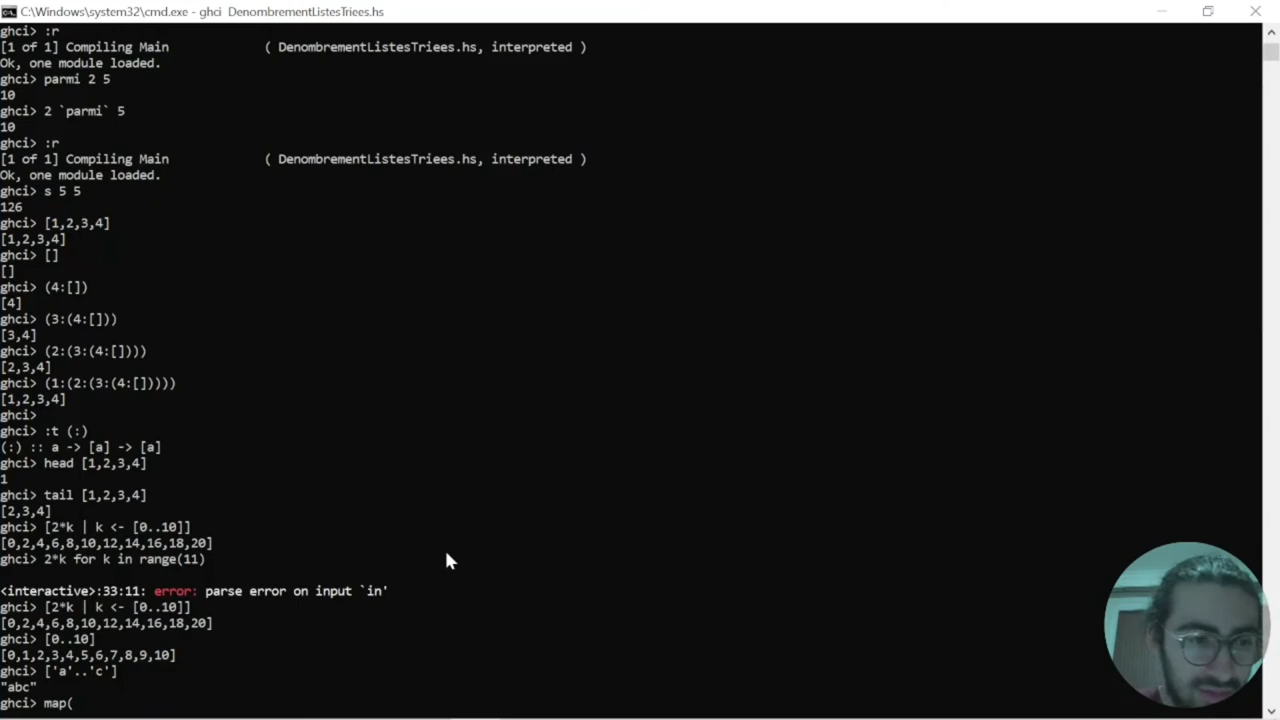 C:\Windows\system32\cmd.exe - ghci  DenombrementListesTriees.hs
ghci> :r
[1 of 1] Compiling Main             ( DenombrementListesTriees.hs, interpreted )
Ok, one module loaded.
ghci> parmi 2 5
10
ghci> 2 `parmi` 5
10
ghci> :r
[1 of 1] Compiling Main             ( DenombrementListesTriees.hs, interpreted )
Ok, one module loaded.
ghci> s 5 5
126
ghci> [1,2,3,4]
[1,2,3,4]
ghci> []
[]
ghci> (4:[])
[4]
ghci> (3:(4:[]))
[3,4]
ghci> (2:(3:(4:[])))
[2,3,4]
ghci> (1:(2:(3:(4:[]))))
[1,2,3,4]
ghci>
ghci> :t (:)
(:) :: a -> [a] -> [a]
ghci> head [1,2,3,4]
1
ghci> tail [1,2,3,4]
[2,3,4]
ghci> [2*k | k <- [0..10]]
[0,2,4,6,8,10,12,14,16,18,20]
ghci> 2*k for k in range(11)
<interactive>:33:11: error: parse error on input `in'
ghci> [2*k | k <- [0..10]]
[0,2,4,6,8,10,12,14,16,18,20]
ghci> [0..10]
[0,1,2,3,4,5,6,7,8,9,10]
ghci> ['a'..'c']
"abc"
ghci> map(